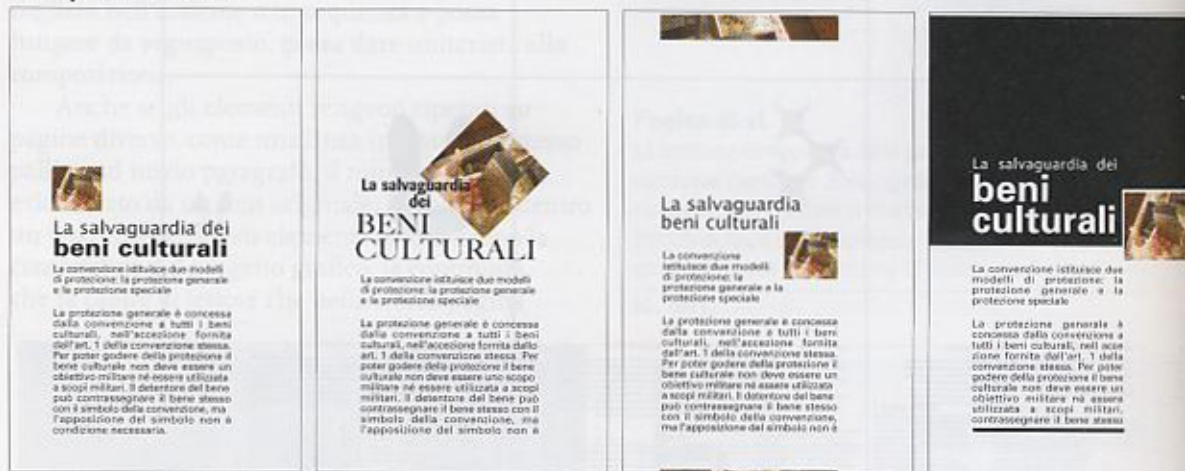 La salvaguardia dei
beni culturali
La convenzione istituisce due modelli
di protezione: la protezione generale
e la protezione speciale
La protezione generale è concessa
dalla convenzione a tutti i beni
culturali, nell'accezione fornita
dall'art. 1 della convenzione stessa.
Per poter godere della protezione il
bene culturale non deve essere un
obiettivo militare né essere utilizzata
a scopi militari. Il detentore del bene
può contrassegnare il bene stesso
con il simbolo della convenzione, ma
l'apposizione del simbolo non è
condizione necessaria.
La salvaguardia
dei
BENI
CULTURALI
La convenzione istituisce due modelli
di protezione: la protezione generale
e la protezione speciale
La protezione generale è concessa
dalla convenzione a tutti i beni
culturali, nell'accezione fornita dallo
art. 1 della convenzione stessa. Per
poter godere della protezione il bene
culturale non deve essere uno scopo
militare né essere utilizzata a scopi
militari. Il detentore del bene può
contrassegnare il bene stesso con il
simbolo della convenzione, ma
l'apposizione del simbolo non è
La salvaguardia
beni culturali
La convenzione
istituisce due modelli
di protezione: la
protezione generale e la
protezione speciale
La protezione generale è concessa
dalla convenzione a tutti i beni
culturali, nell'accezione fornita
dall'art. 1 della convenzione stessa.
Per poter godere della protezione il
bene culturale non deve essere un
obiettivo militare né essere utilizzata
a scopi militari. Il detentore del bene
può contrassegnare il bene stesso
con il simbolo della convenzione,
ma l'apposizione del simbolo non è
La salvaguardia dei
beni
culturali
La convenzione istituisce due
modelli di protezione: la
protezione generale e la
protezione speciale
La protezione generale è
concessa dalla convenzione a
tutti i beni culturali, nell acce
zione fornita dall'art. 1 della
convenzione stessa. Per poter
godere della protezione il bene
culturale non deve essere un
obiettivo militare né essere
utilizzata a scopi militari,
contrassegnare il bene stesso